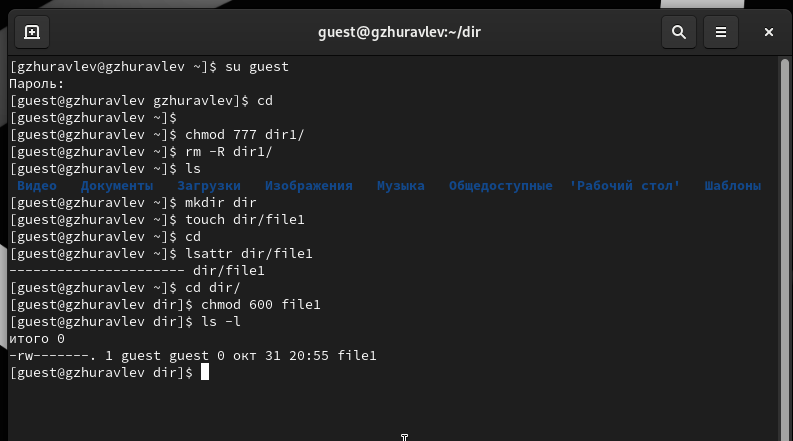 guest@gzhuravlev:~/dir
[gzhuravlev@gzhuravlev ~]$ su guest
Пароль:
[guest@gzhuravlev gzhuravlev]$ cd
[guest@gzhuravlev ~]$
[guest@gzhuravlev ~]$ chmod 777 dir1/
[guest@gzhuravlev ~]$ rm -R dir1/
[guest@gzhuravlev ~]$ ls
Видео   Документы   Загрузки   Изображения   Музыка   Общедоступные  'Рабочий стол'   Шаблоны
[guest@gzhuravlev ~]$ mkdir dir
[guest@gzhuravlev ~]$ touch dir/file1
[guest@gzhuravlev ~]$ cd
[guest@gzhuravlev ~]$ lsattr dir/file1
---------------------- dir/file1
[guest@gzhuravlev ~]$ cd dir/
[guest@gzhuravlev dir]$ chmod 600 file1
[guest@gzhuravlev dir]$ ls -l
итого 0
-rw-------. 1 guest guest 0 окт 31 20:55 file1
[guest@gzhuravlev dir]$